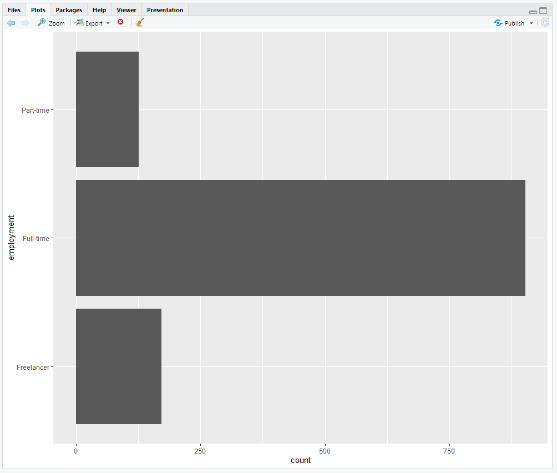 Files Plots Packages Help Viewer Presentation
Zoom Export Publish
Part-time
Full-time
Freelancer
employment
0 250 500 750
count